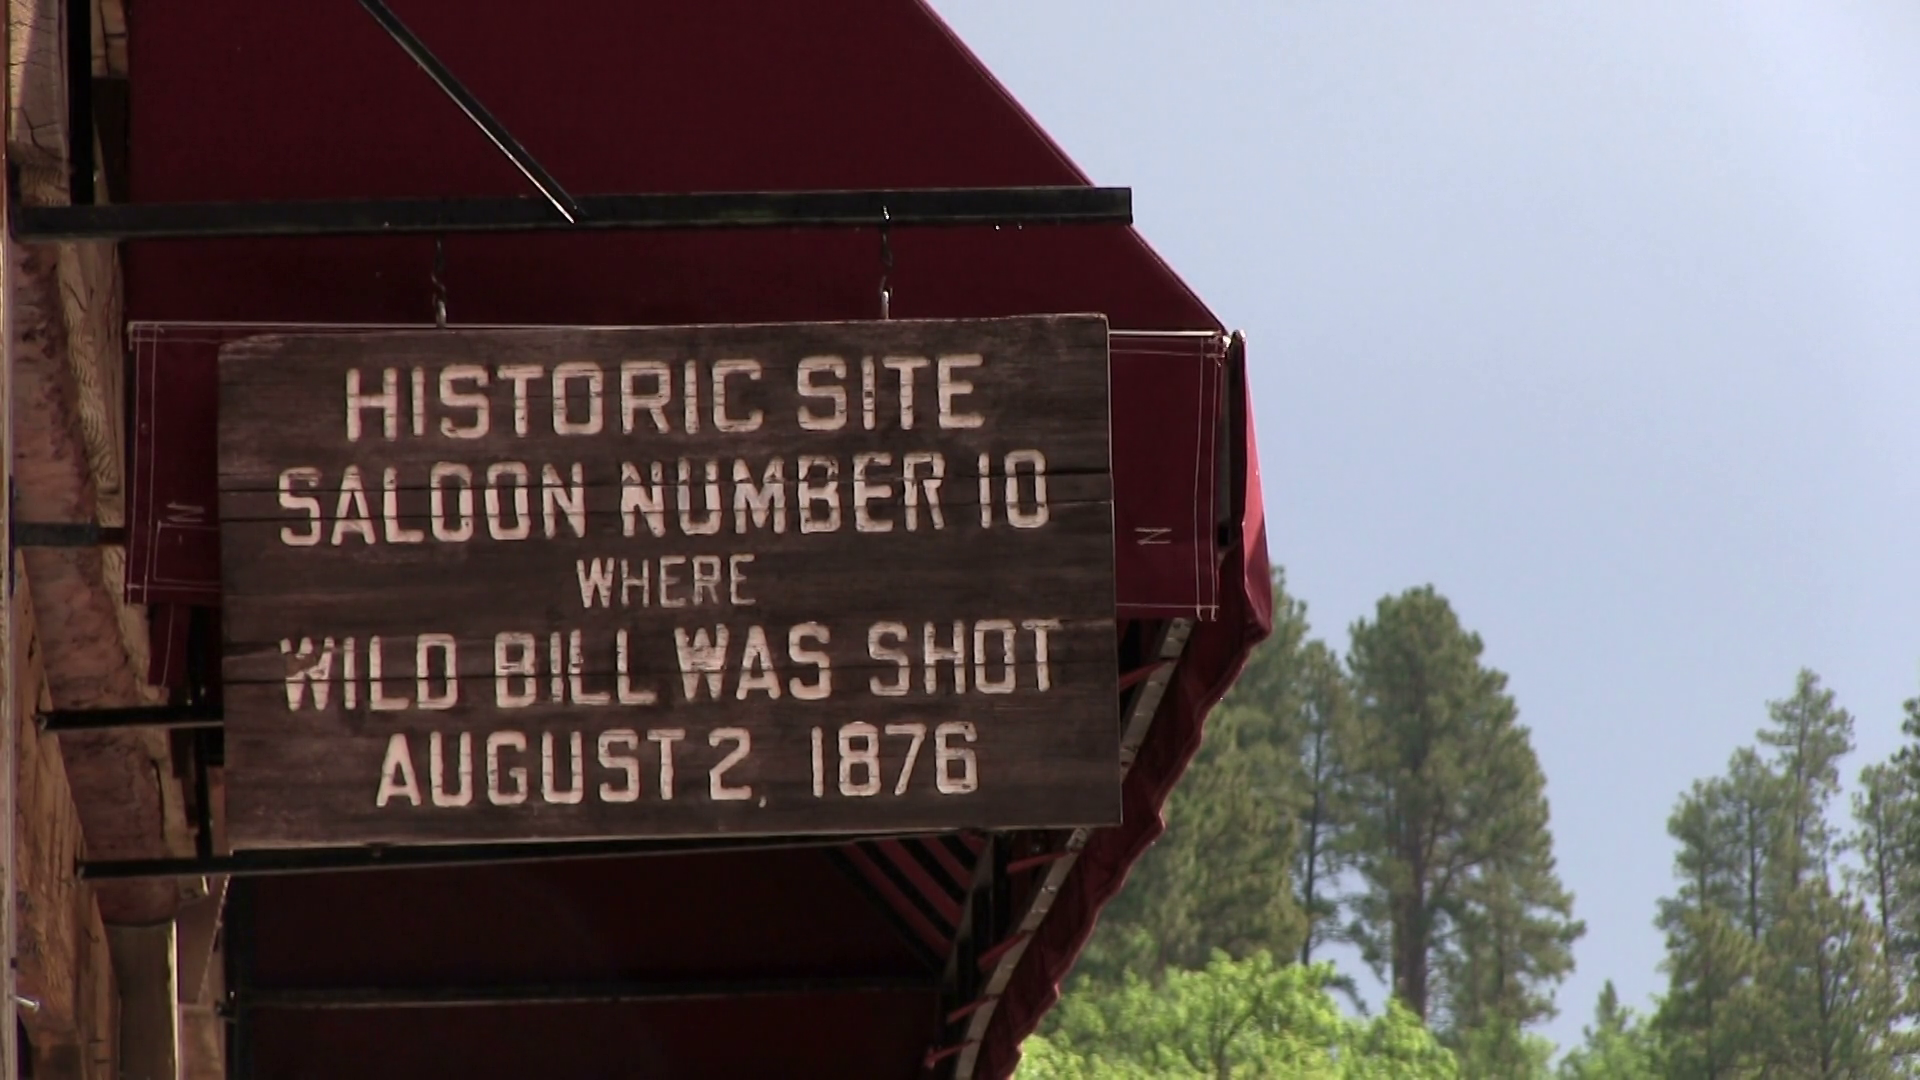 HISTORIC SITE
SALOON NUMBER 10
WHERE
WILD BILL WAS SHOT
AUGUST 2, 1876